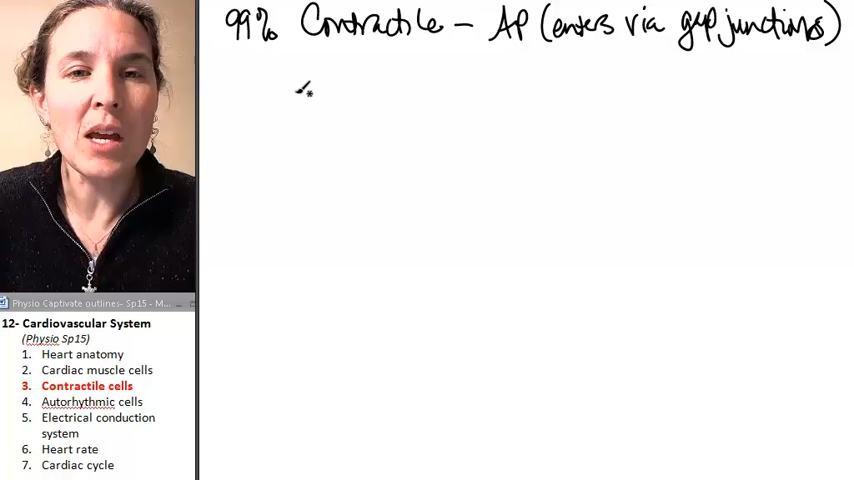 99% Contractile – AP (enters via gap junctions)
Physio Captivate outlines- Sp15 - M...
12- Cardiovascular System
(Physio Sp15)
1. Heart anatomy
2. Cardiac muscle cells
3. Contractile cells
4. Autorhythmic cells
5. Electrical conduction
system
6. Heart rate
7. Cardiac cycle